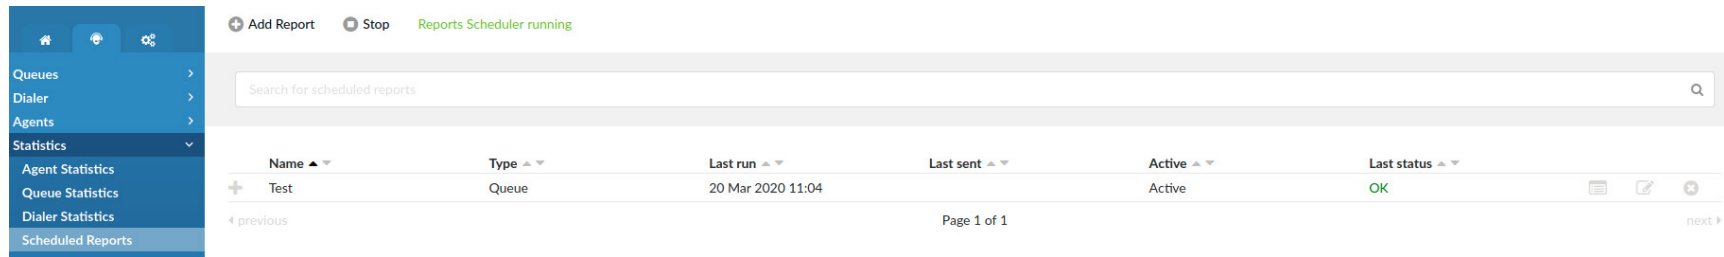 Add Report Stop Reports Scheduler running
Queues
Dialer
Agents
Statistics
Agent Statistics
Queue Statistics
Dialer Statistics
Scheduled Reports
Search for scheduled reports
Name Type Last run Last sent Active Last status
Test Queue 20 Mar 2020 11:04 Active OK
previous Page 1 of 1 next